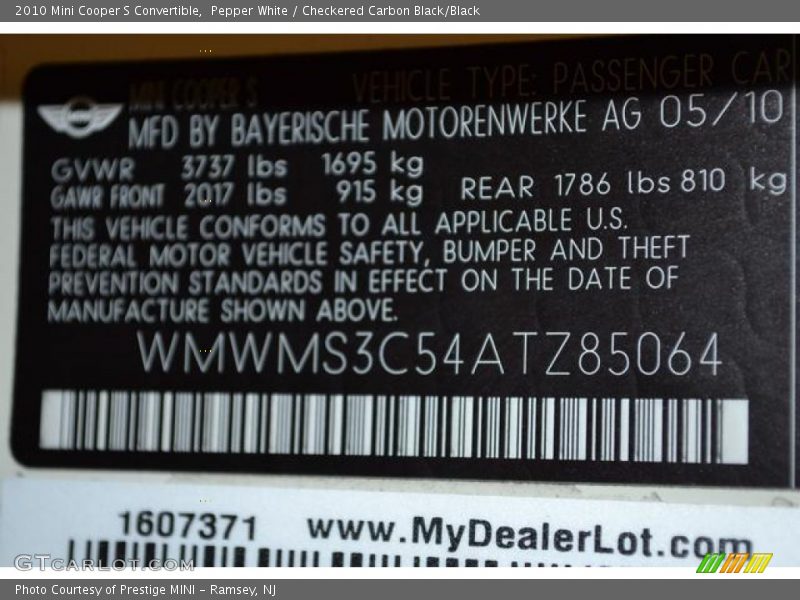 2010 Mini Cooper S Convertible,  Pepper White / Checkered Carbon Black/Black
MINI COOPER S VEHICLE TYPE: PASSENGER CAR
MFD BY BAYERISCHE MOTORENWERKE AG 05/10
GVWR 3737 lbs 1695 kg
GAWR FRONT 2017 lbs 915 kg REAR 1786 lbs 810 kg
THIS VEHICLE CONFORMS TO ALL APPLICABLE U.S.
FEDERAL MOTOR VEHICLE SAFETY, BUMPER AND THEFT
PREVENTION STANDARDS IN EFFECT ON THE DATE OF
MANUFACTURE SHOWN ABOVE.
WMWMS3C54ATZ85064
1607371 www.MyDealerLot.com
GTcarlot.com
Photo Courtesy of Prestige MINI – Ramsey, NJ